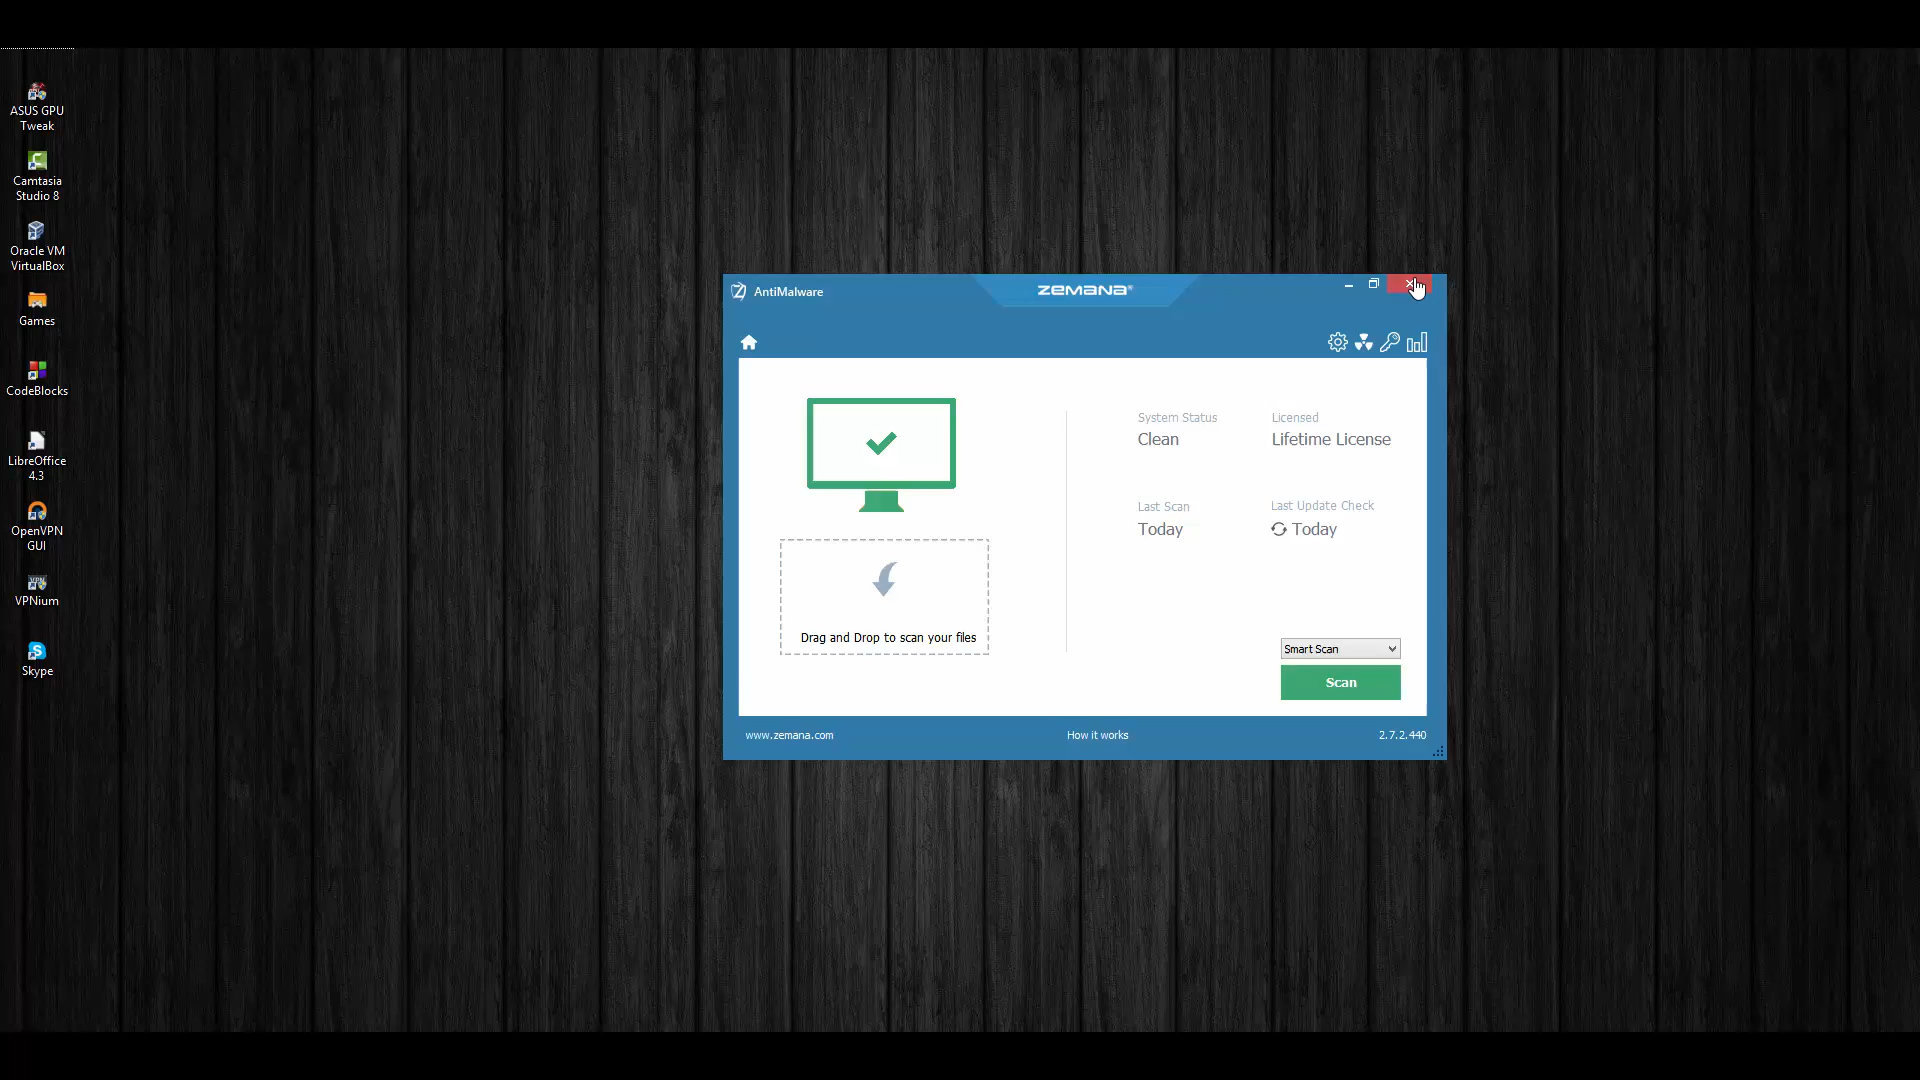 ASUS GPU
Tweak
Camtasia
Studio 8
Oracle VM
VirtualBox
Games
CodeBlocks
LibreOffice
4.3
OpenVPN
GUI
VPNium
Skype
AntiMalware
ZEMANA®
System Status
Clean
Licensed
Lifetime License
Last Scan
Today
Last Update Check
Today
Drag and Drop to scan your files
Smart Scan
Scan
www.zemana.com
How it works
2.7.2.440